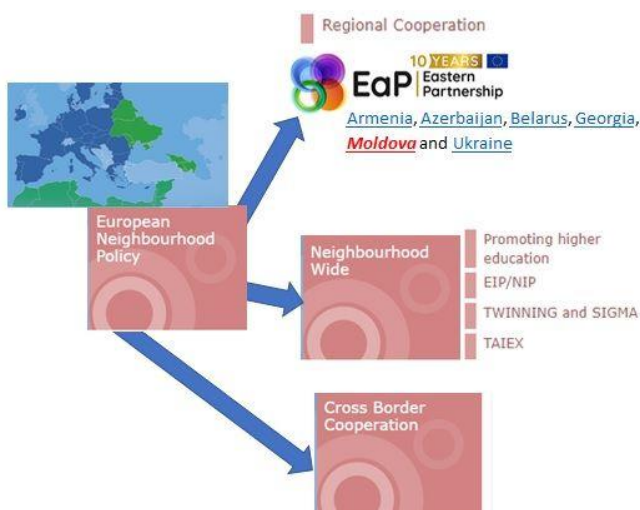 Regional Cooperation
10 YEARS
EaP
Eastern
Partnership
Armenia, Azerbaijan, Belarus, Georgia,
Moldova and Ukraine
European
Neighbourhood
Policy
Neighbourhood
Wide
Promoting higher
education
EIP/NIP
TWINNING and SIGMA
TAIEX
Cross Border
Cooperation